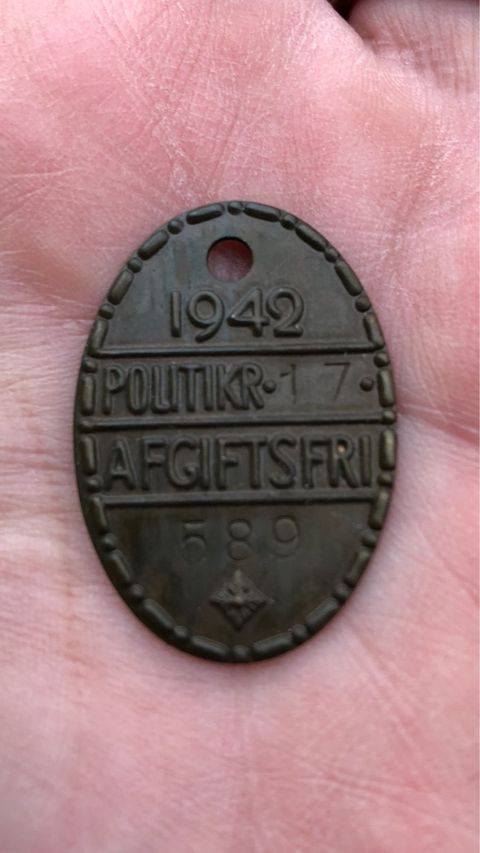 1942
POLITIKR·17·
AFGIFTSFRI
589